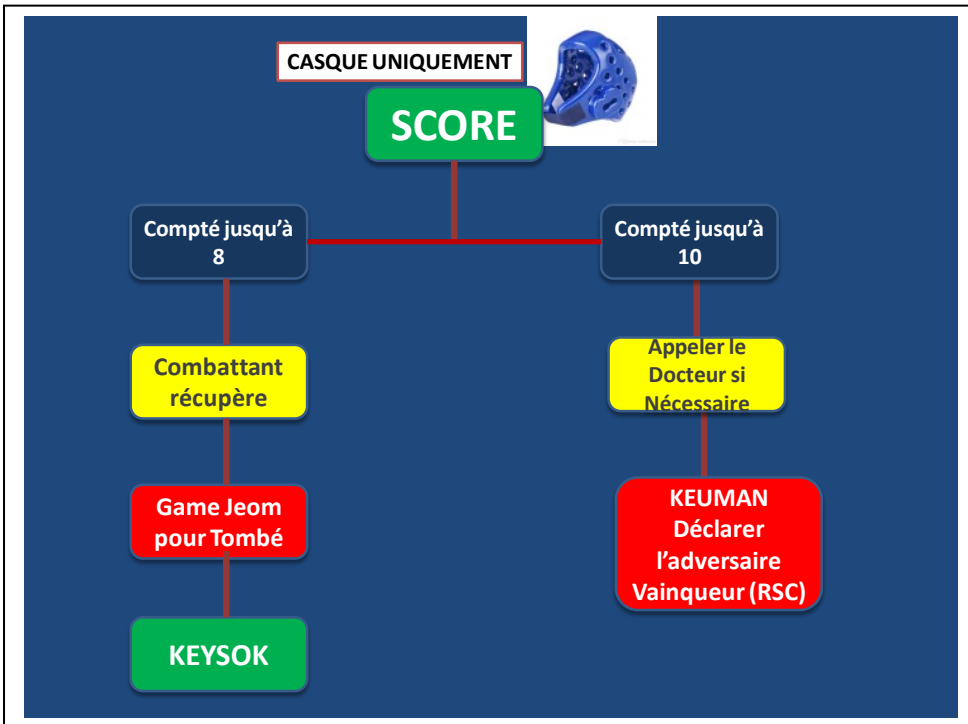 CASQUE UNIQUEMENT
SCORE
Compté jusqu'à
8
Compté jusqu'à
10
Combattant
récupère
Appeler le
Docteur si
Nécessaire
Game Jeom
pour Tombé
KEUMAN
Déclarer
l'adversaire
Vainqueur (RSC)
KEYSOK